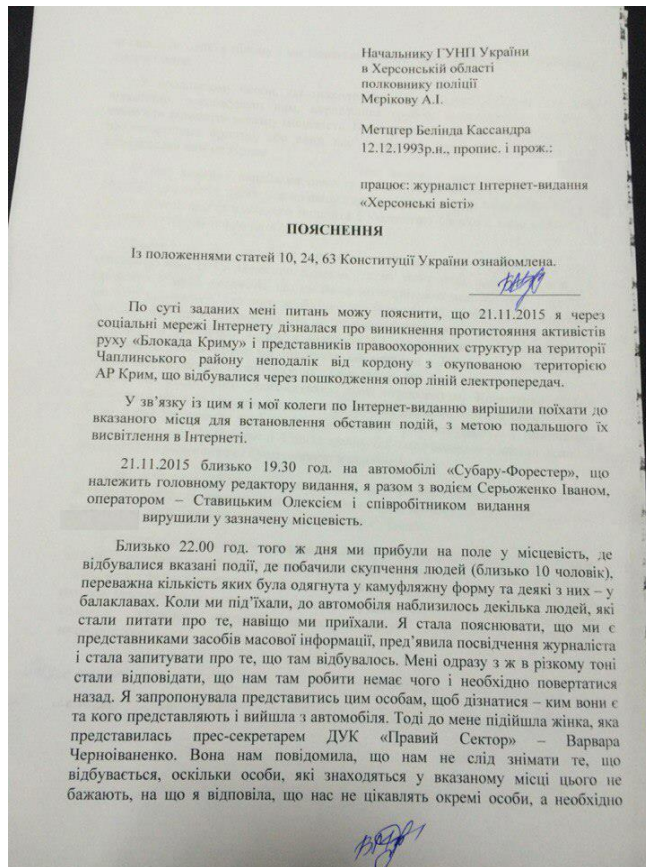 Начальнику ГУНП України
в Херсонській області
полковнику поліції
Мєрікову А.І.
Метцгер Белінда Кассандра
12.12.1993р.н., пропис. і прож.:
працює: журналіст Інтернет-видання
«Херсонські вісті»
ПОЯСНЕННЯ
Із положеннями статей 10, 24, 63 Конституції України ознайомлена.
По суті заданих мені питань можу пояснити, що 21.11.2015 я через
соціальні мережі Інтернету дізналася про виникнення протистояння активістів
руху «Блокада Криму» і представників правоохоронних структур на території
Чаплинського району неподалік від кордону з окупованою територією
АР Крим, що відбувалися через пошкодження опор ліній електропередач.
У зв’язку із цим я і мої колеги по Інтернет-виданню вирішили поїхати до
вказаного місця для встановлення обставин подій, з метою подальшого їх
висвітлення в Інтернеті.
21.11.2015 близько 19.30 год. на автомобілі «Субару-Форестер», що
належить головному редактору видання, я разом з водієм Серьоженко Іваном,
оператором – Ставицьким Олексієм і співробітником видання
вирушили у зазначену місцевість.
Близько 22.00 год. того ж дня ми прибули на поле у місцевість, де
відбувалися вказані події, де побачили скупчення людей (близько 10 чоловік),
переважна кількість яких була одягнута у камуфляжну форму та деякі з них – у
балаклавах. Коли ми під’їхали, до автомобіля наблизилось декілька людей, які
стали питати про те, навіщо ми приїхали. Я стала пояснювати, що ми є
представниками засобів масової інформації, пред’явила посвідчення журналіста
і стала запитувати про те, що там відбувалось. Мені одразу з ж в різкому тоні
стали відповідати, що нам там робити немає чого і необхідно повертатися
назад. Я запропонувала представитись цим особам, щоб дізнатися – ким вони є
та кого представляють і вийшла з автомобіля. Тоді до мене підійшла жінка, яка
представилась прес-секретарем ДУК «Правий Сектор» – Варвара
Черноіваненко. Вона нам повідомила, що нам не слід знімати те, що
відбувається, оскільки особи, які знаходяться у вказаному місці цього не
бажають, на що я відповіла, що нас не цікавлять окремі особи, а необхідно